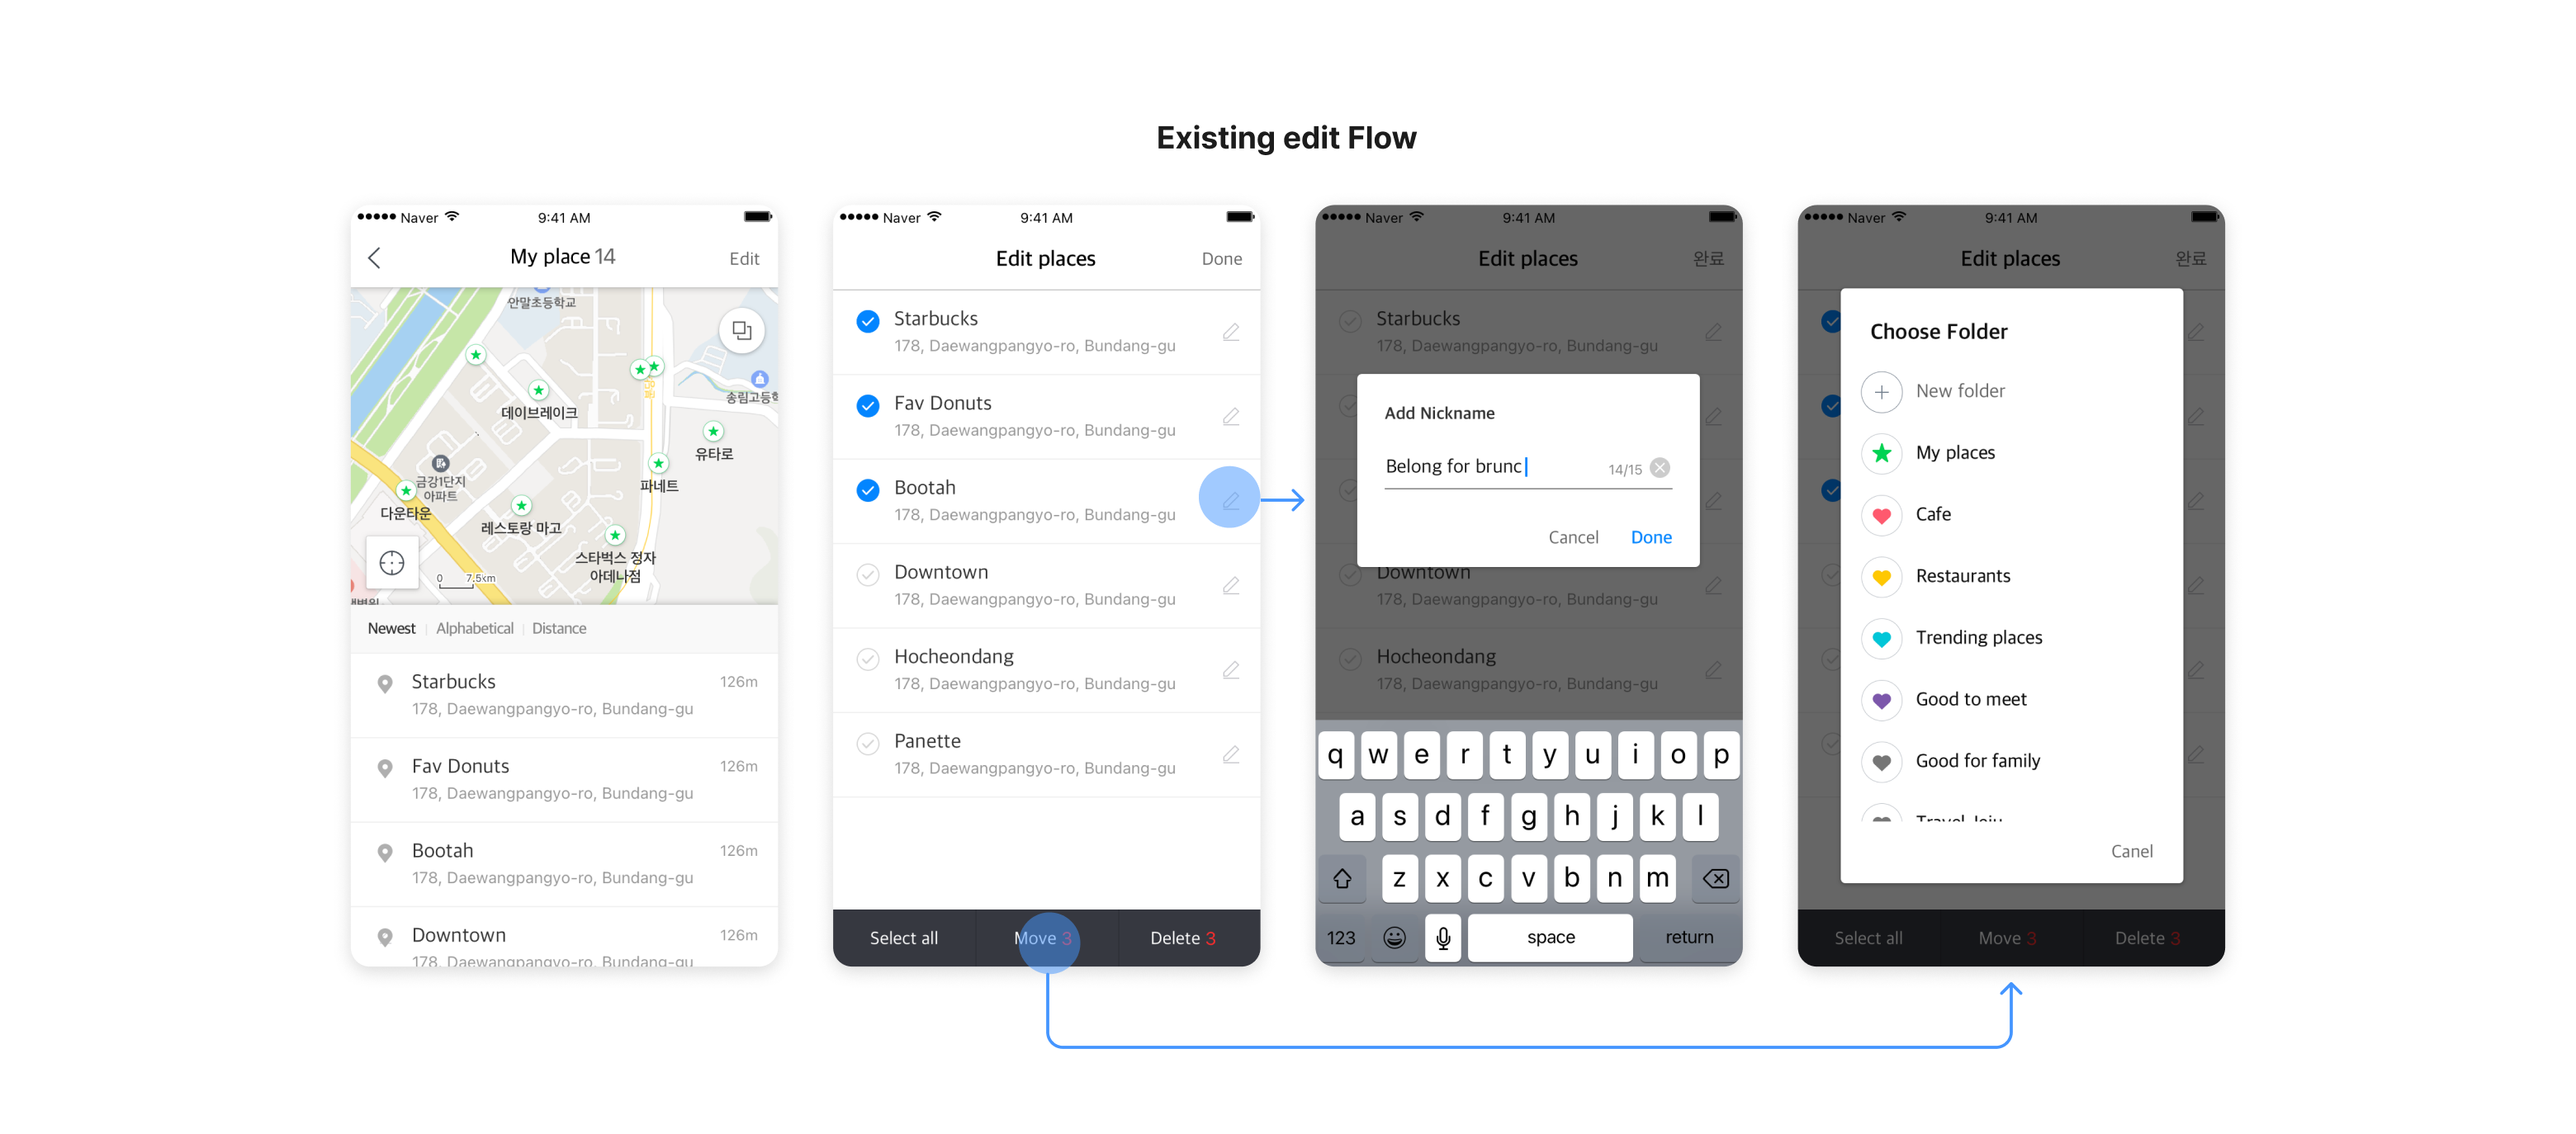 Existing edit Flow
Naver
9:41 AM
My place 14
Edit
안말초등학교
송림고등학
데이브레이크
유타로
파네트
금강1단지
아파트
다운타운
레스토랑 마고
스타벅스 정자
아데나점
0 7.5km
Newest
Alphabetical
Distance
Starbucks
126m
178, Daewangpangyo-ro, Bundang-gu
Fav Donuts
126m
178, Daewangpangyo-ro, Bundang-gu
Bootah
126m
178, Daewangpangyo-ro, Bundang-gu
Downtown
126m
178, Daewangpangyo-ro, Bundang-gu
Naver
9:41 AM
Edit places
Done
Starbucks
178, Daewangpangyo-ro, Bundang-gu
Fav Donuts
178, Daewangpangyo-ro, Bundang-gu
Bootah
178, Daewangpangyo-ro, Bundang-gu
Downtown
178, Daewangpangyo-ro, Bundang-gu
Hocheondang
178, Daewangpangyo-ro, Bundang-gu
Panette
178, Daewangpangyo-ro, Bundang-gu
Select all
Move 3
Delete 3
Naver
9:41 AM
Edit places
완료
Starbucks
178, Daewangpangyo-ro, Bundang-gu
Add Nickname
Belong for brunc
14/15
Cancel
Done
Downtown
178, Daewangpangyo-ro, Bundang-gu
Hocheondang
178, Daewangpangyo-ro, Bundang-gu
q w e r t y u i o p
a s d f g h j k l
z x c v b n m
123
space
return
Naver
9:41 AM
Edit places
완료
Choose Folder
New folder
My places
Cafe
Restaurants
Trending places
Good to meet
Good for family
Travel Jeju
Canel
Select all
Move 3
Delete 3